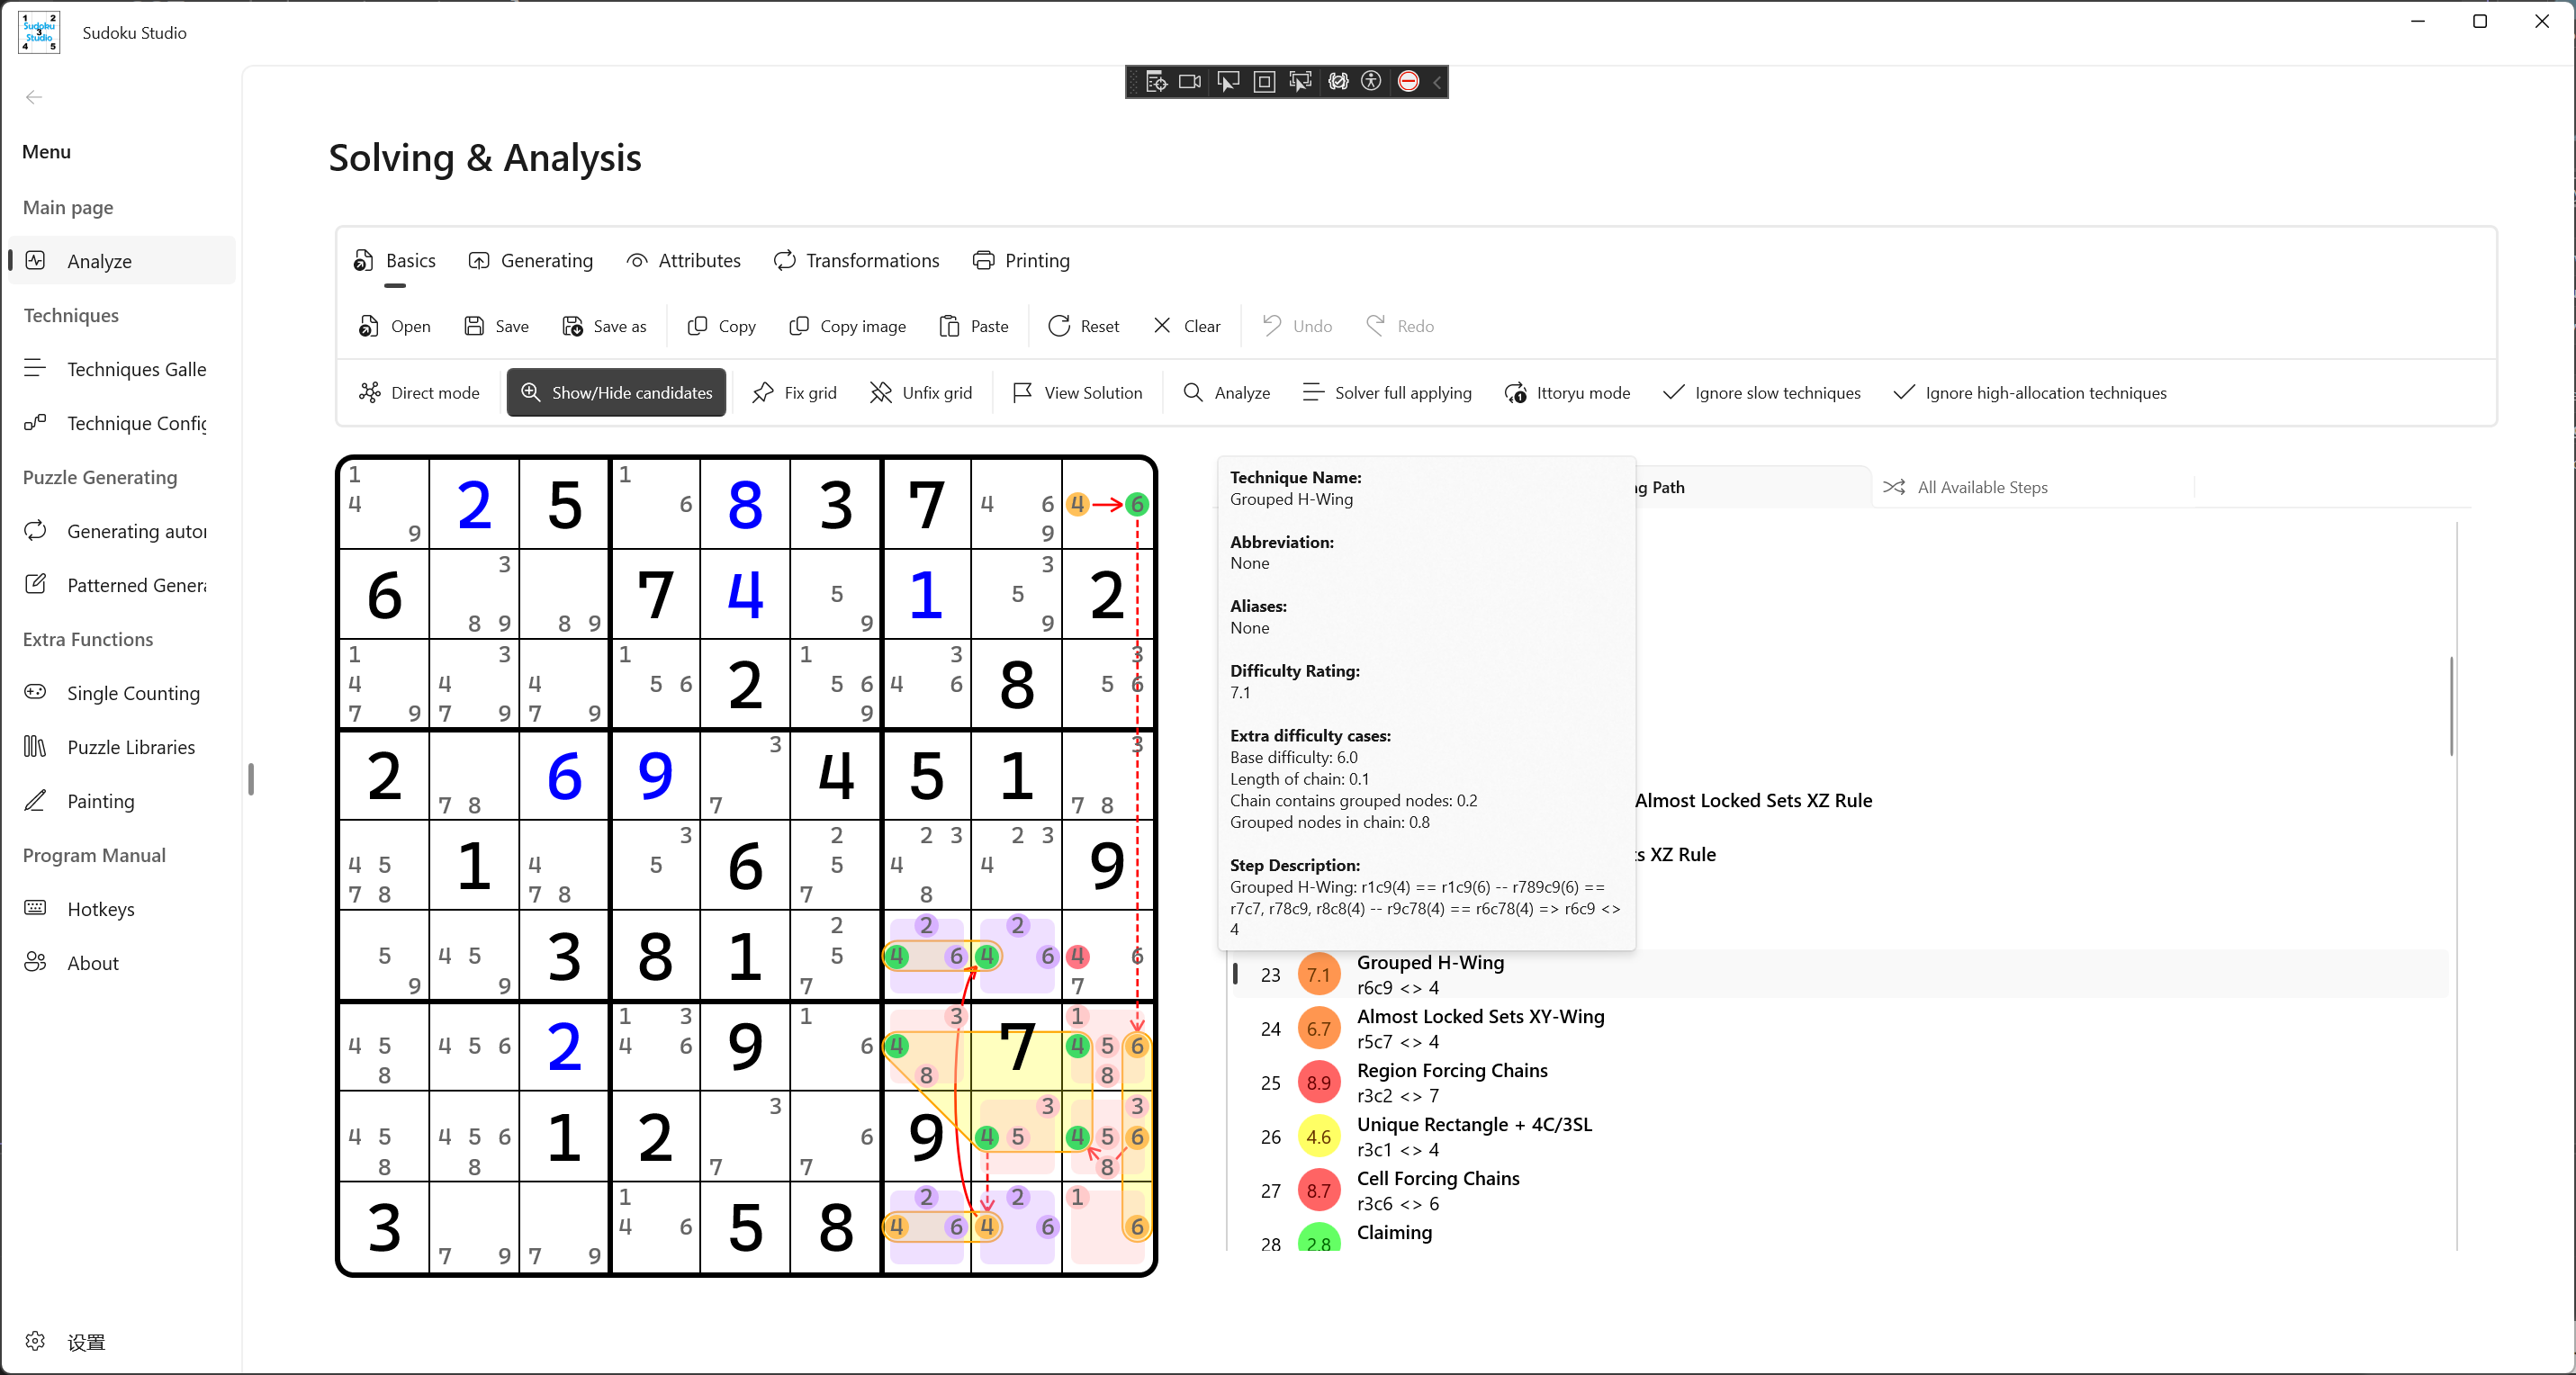 Sudoku Studio
Menu
Main page
Analyze
Techniques
Techniques Galle
Technique Config
Puzzle Generating
Generating autor
Patterned Genera
Extra Functions
Single Counting
Puzzle Libraries
Painting
Program Manual
Hotkeys
About
设置
Solving & Analysis
Basics Generating Attributes Transformations Printing
Open Save Save as Copy Copy image Paste Reset Clear Undo Redo
Direct mode Show/Hide candidates Fix grid Unfix grid View Solution Analyze Solver full applying Ittoryu mode Ignore slow techniques Ignore high-allocation techniques
1 1
2 5 8 3 7
4 6 4 6 4 6
9 9
3 3
6 7 4 5 1 5 2
8 9 8 9 9 9
1 3 1 1 3 3
4 4 4 5 6 2 5 6 4 6 8 5 6
7 9 7 9 7 9 9
3 3
2 6 9 4 5 1
7 8 7 7 8
3 2 2 3 2 3
4 5 1 4 5 6 5 4 4 9
7 8 7 8 7 8
2 2 2
5 4 5 3 8 1 5 4 6 4 6 4 6
9 9 7 7
1 3 1 3 1
4 5 4 5 6 2 4 6 9 6 4 7 4 5 6
8 8 8
3 3 3
4 5 4 5 6 1 2 6 9 4 5 4 5 6
8 8 7 7 8
1 2 2 1
3 4 6 5 8 4 6 4 6 6
7 9 7 9
Technique Name:
Grouped H-Wing
Abbreviation:
None
Aliases:
None
Difficulty Rating:
7.1
Extra difficulty cases:
Base difficulty: 6.0
Length of chain: 0.1
Chain contains grouped nodes: 0.2
Grouped nodes in chain: 0.8
Step Description:
Grouped H-Wing: r1c9(4) == r1c9(6) -- r789c9(6) ==
r7c7, r78c9, r8c8(4) -- r9c78(4) == r6c78(4) => r6c9 <>
4
g Path
All Available Steps
Almost Locked Sets XZ Rule
s XZ Rule
23 7.1 Grouped H-Wing
r6c9 <> 4
24 6.7 Almost Locked Sets XY-Wing
r5c7 <> 4
25 8.9 Region Forcing Chains
r3c2 <> 7
26 4.6 Unique Rectangle + 4C/3SL
r3c1 <> 4
27 8.7 Cell Forcing Chains
r3c6 <> 6
28 2.8 Claiming